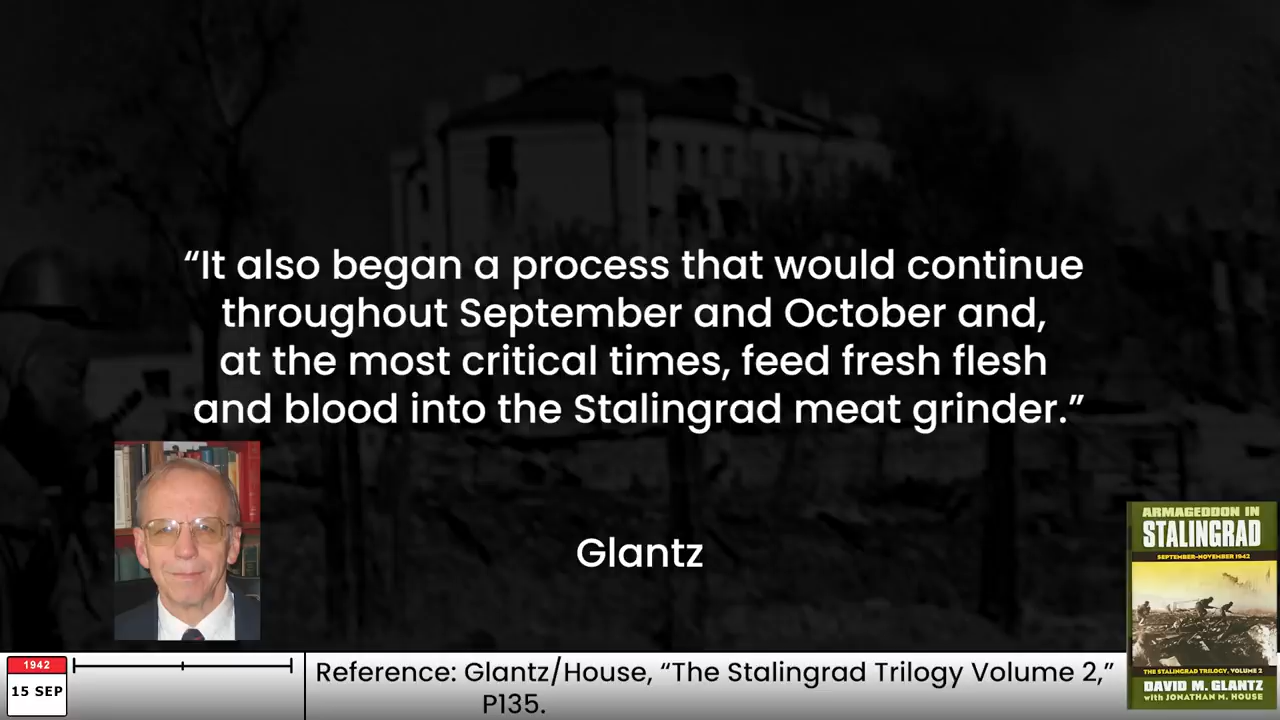 “It also began a process that would continue
throughout September and October and,
at the most critical times, feed fresh flesh
and blood into the Stalingrad meat grinder.”
Glantz
ARMAGEDDON IN
STALINGRAD
SEPTEMBER-NOVEMBER 1942
THE STALINGRAD TRILOGY, VOLUME 2
DAVID M. GLANTZ
with JONATHAN M. HOUSE
1942
15 SEP
Reference: Glantz/House, “The Stalingrad Trilogy Volume 2,”
P135.